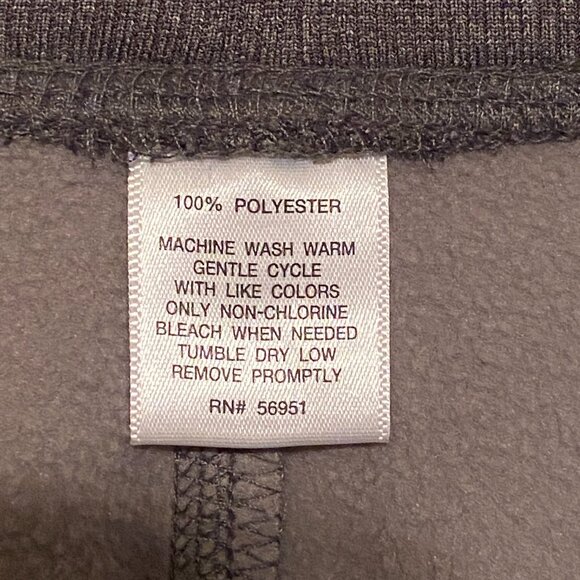 100% POLYESTER
MACHINE WASH WARM
GENTLE CYCLE
WITH LIKE COLORS
ONLY NON-CHLORINE
BLEACH WHEN NEEDED
TUMBLE DRY LOW
REMOVE PROMPTLY
RN# 56951